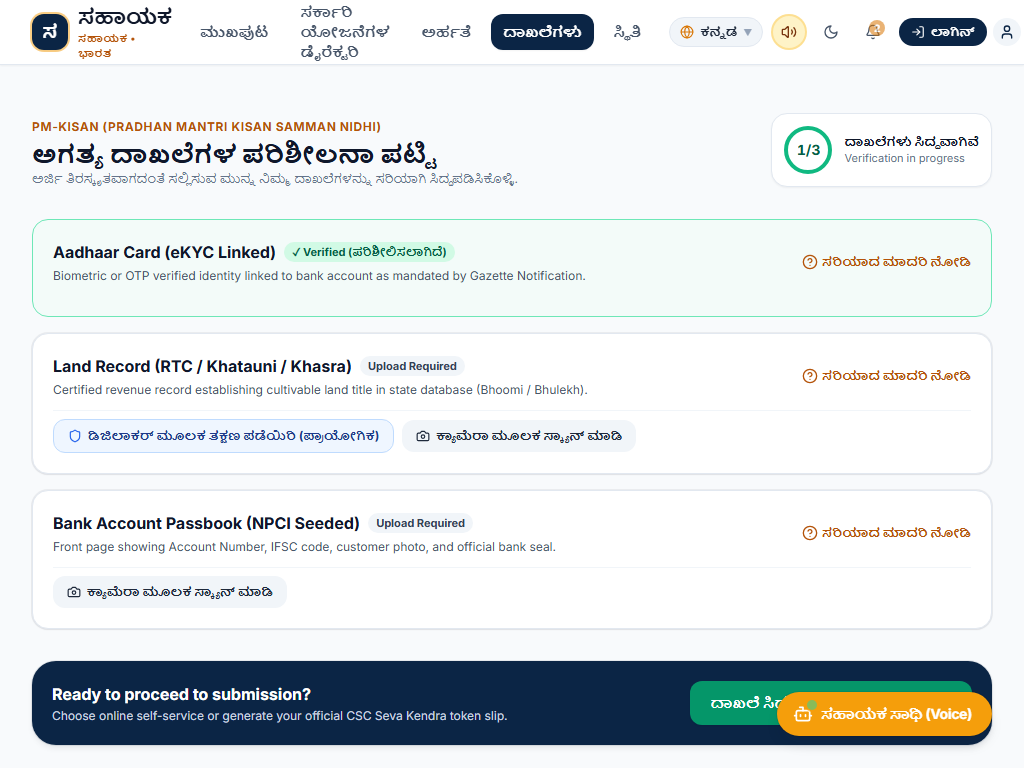 ಸ
ಸಹಾಯಕ
ಸಹಾಯಕ •
ಭಾರತ
ಮುಖಪುಟ
ಸರ್ಕಾರಿ
ಯೋಜನೆಗಳ
ಡೈರೆಕ್ಟರಿ
ಅರ್ಹತೆ
ದಾಖಲೆಗಳು
ಸ್ಥಿತಿ
ಕನ್ನಡ ▼
ಲಾಗಿನ್
PM-KISAN (PRADHAN MANTRI KISAN SAMMAN NIDHI)
ಅಗತ್ಯ ದಾಖಲೆಗಳ ಪರಿಶೀಲನಾ ಪಟ್ಟಿ
ಅರ್ಜಿ ತಿರಸ್ಕೃತವಾಗದಂತೆ ಸಲ್ಲಿಸುವ ಮುನ್ನ ನಿಮ್ಮ ದಾಖಲೆಗಳನ್ನು ಸರಿಯಾಗಿ ಸಿದ್ಧಪಡಿಸಿಕೊಳ್ಳಿ.
1/3
ದಾಖಲೆಗಳು ಸಿದ್ಧವಾಗಿವೆ
Verification in progress
Aadhaar Card (eKYC Linked)
✓ Verified (ಪರಿಶೀಲಿಸಲಾಗಿದೆ)
Biometric or OTP verified identity linked to bank account as mandated by Gazette Notification.
ಸರಿಯಾದ ಮಾದರಿ ನೋಡಿ
Land Record (RTC / Khatauni / Khasra)
Upload Required
Certified revenue record establishing cultivable land title in state database (Bhoomi / Bhulekh).
ಸರಿಯಾದ ಮಾದರಿ ನೋಡಿ
ಡಿಜಿಲಾಕರ್ ಮೂಲಕ ತಕ್ಷಣ ಪಡೆಯಿರಿ (ಪ್ರಾಯೋಗಿಕ)
ಕ್ಯಾಮೆರಾ ಮೂಲಕ ಸ್ಕ್ಯಾನ್ ಮಾಡಿ
Bank Account Passbook (NPCI Seeded)
Upload Required
Front page showing Account Number, IFSC code, customer photo, and official bank seal.
ಸರಿಯಾದ ಮಾದರಿ ನೋಡಿ
ಕ್ಯಾಮೆರಾ ಮೂಲಕ ಸ್ಕ್ಯಾನ್ ಮಾಡಿ
Ready to proceed to submission?
Choose online self-service or generate your official CSC Seva Kendra token slip.
ದಾಖಲೆ
ಸಹಾಯಕ ಸಾಥಿ (Voice)